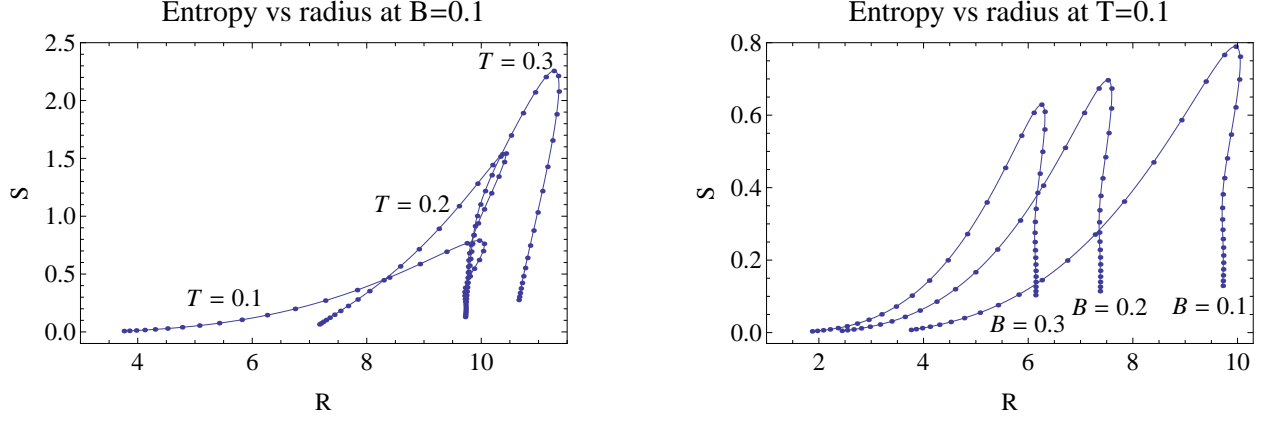 Entropy vs radius at B=0.1
2.5
2.0
1.5
1.0
0.5
0.0
S
T = 0.3
T = 0.2
T = 0.1
4
6
8
10
R
Entropy vs radius at T=0.1
0.8
0.6
0.4
0.2
0.0
S
B = 0.3
B = 0.2
B = 0.1
2
4
6
8
10
R